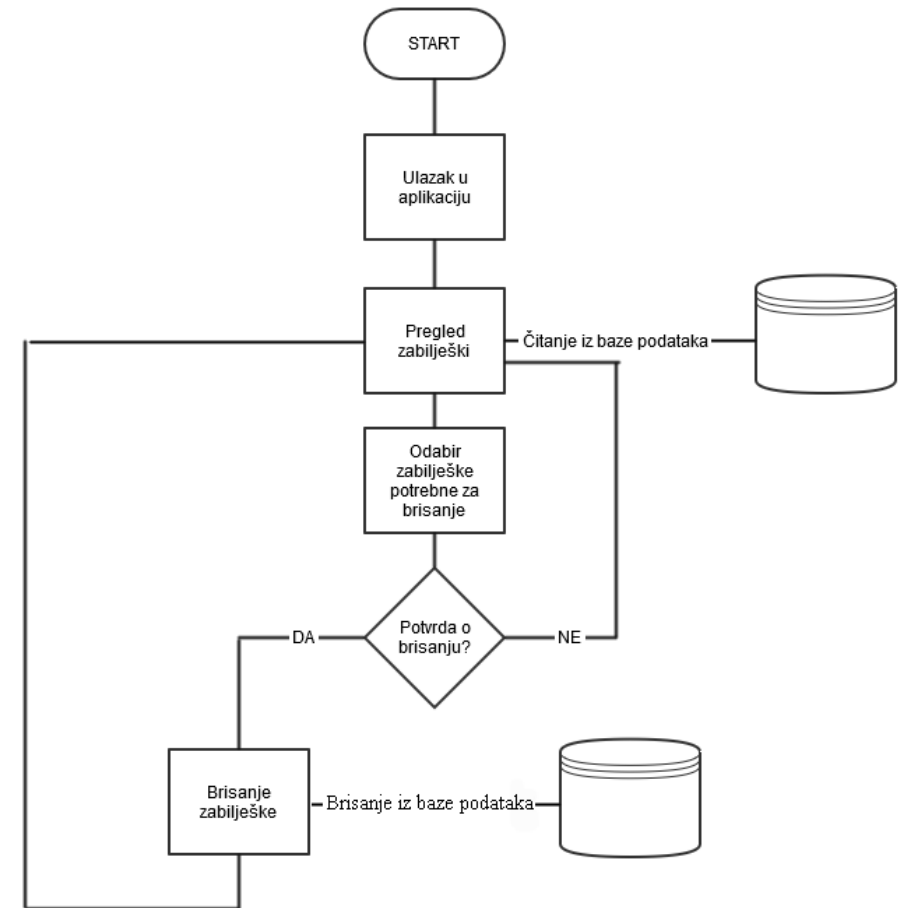 START
Ulazak u
aplikaciju
Pregled
zabilješki
Čitanje iz baze podataka
Odabir
zabilješke
potrebne za
brisanje
Potvrda o
brisanju?
DA
NE
Brisanje
zabilješke
Brisanje iz baze podataka